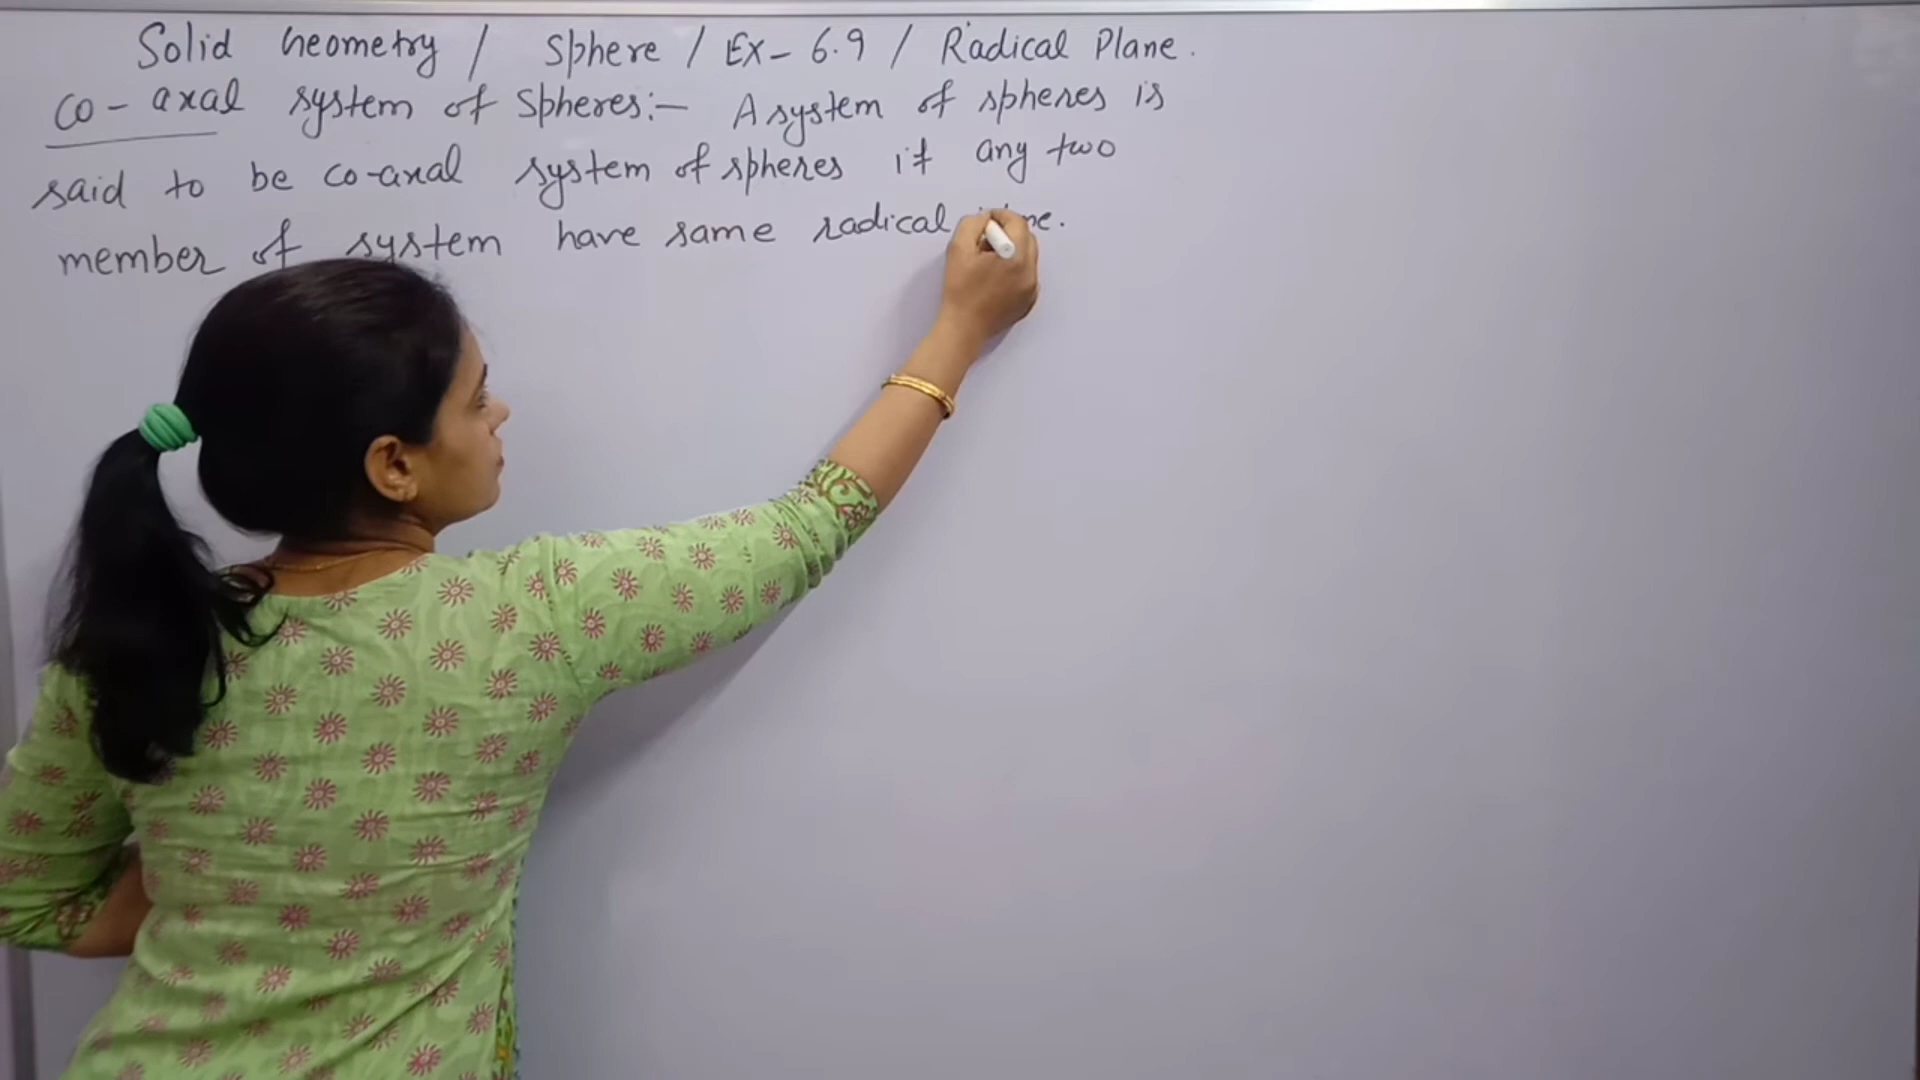 Solid Geometry / Sphere / Ex - 6.9 / Radical Plane.
co - axal system of spheres:- A system of spheres is
said to be co-axal system of spheres if any two
member of system have same radical